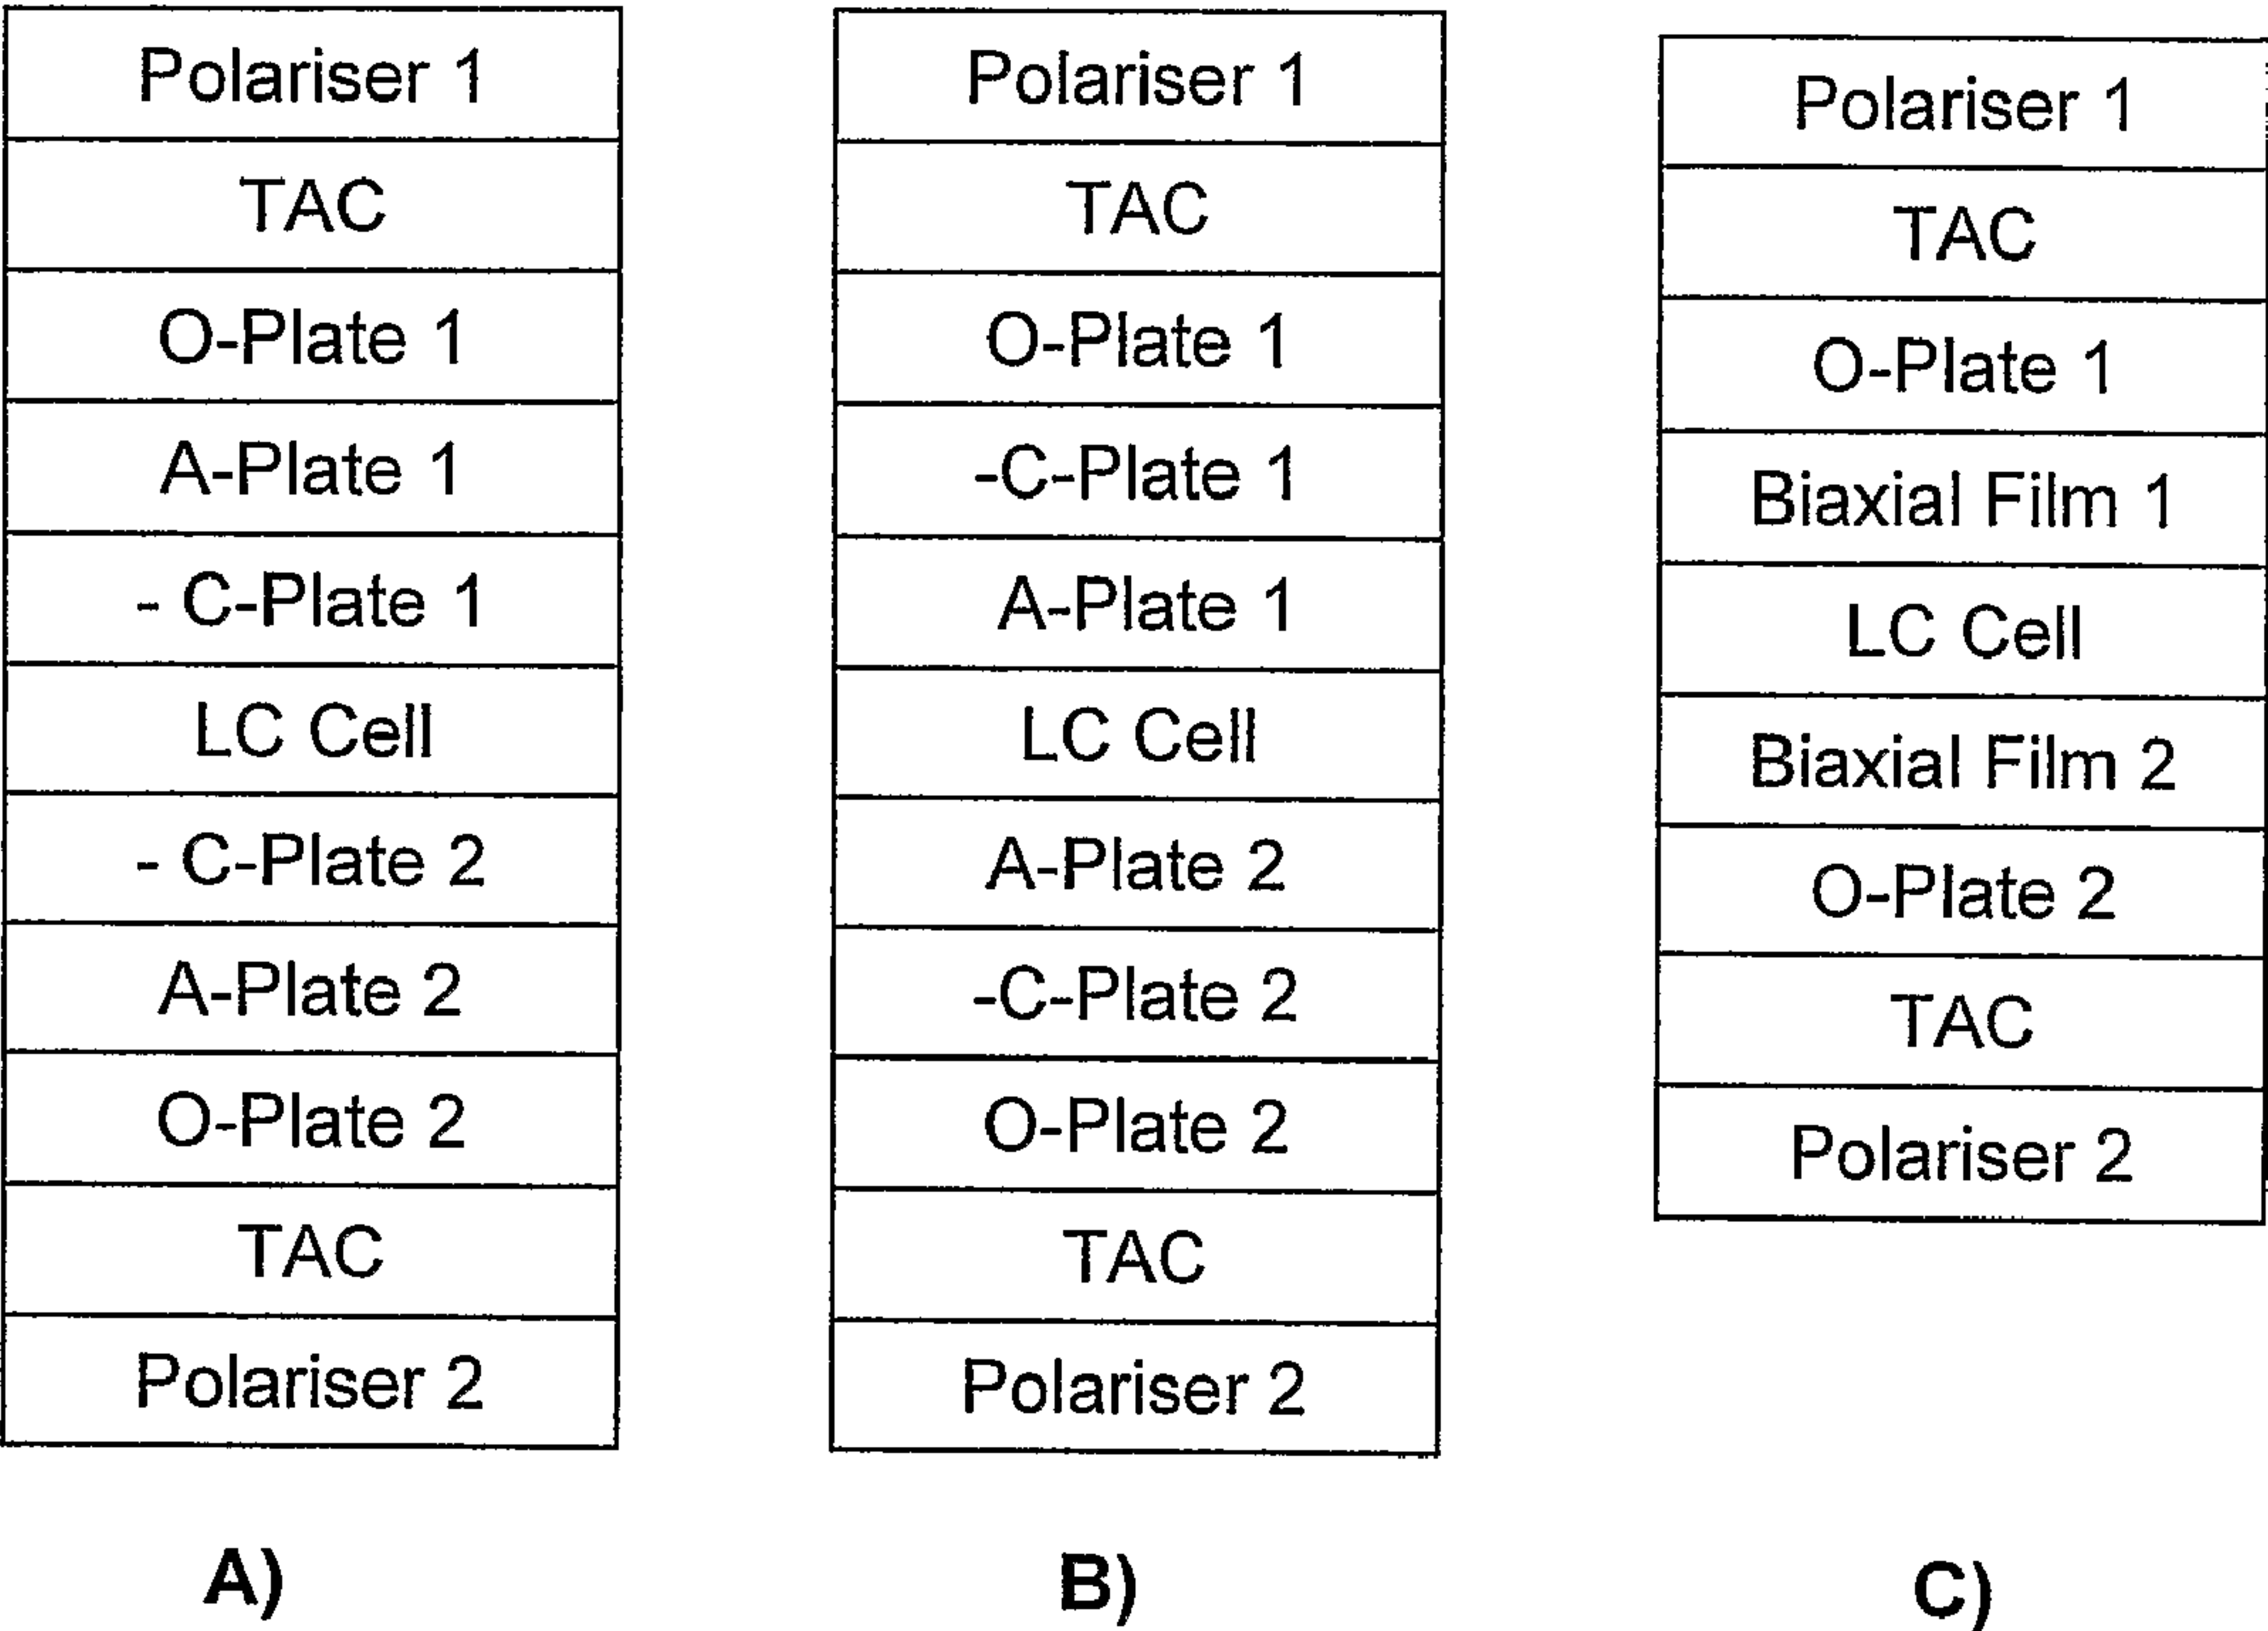 Polariser 1
TAC
O-Plate 1
A-Plate 1
- C-Plate 1
LC Cell
- C-Plate 2
A-Plate 2
O-Plate 2
TAC
Polariser 2
A)
Polariser 1
TAC
O-Plate 1
-C-Plate 1
A-Plate 1
LC Cell
A-Plate 2
-C-Plate 2
O-Plate 2
TAC
Polariser 2
B)
Polariser 1
TAC
O-Plate 1
Biaxial Film 1
LC Cell
Biaxial Film 2
O-Plate 2
TAC
Polariser 2
C)